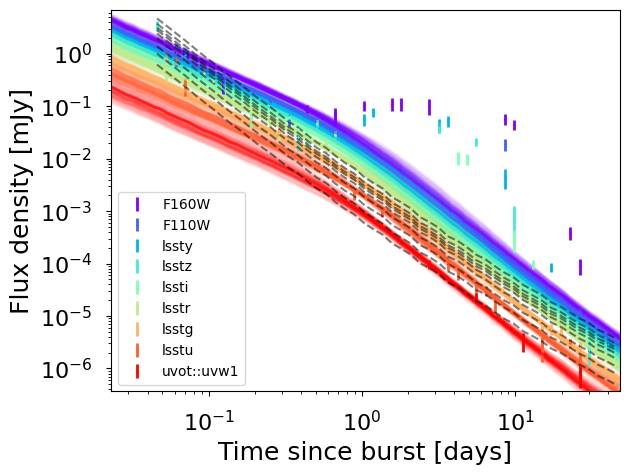 Flux density [mJy]
10⁰
10⁻¹
10⁻²
10⁻³
10⁻⁴
10⁻⁵
10⁻⁶
F160W
F110W
lssty
lsstz
lssti
lsstr
lsstg
lsstu
uvot::uvw1
10⁻¹ 10⁰ 10¹
Time since burst [days]